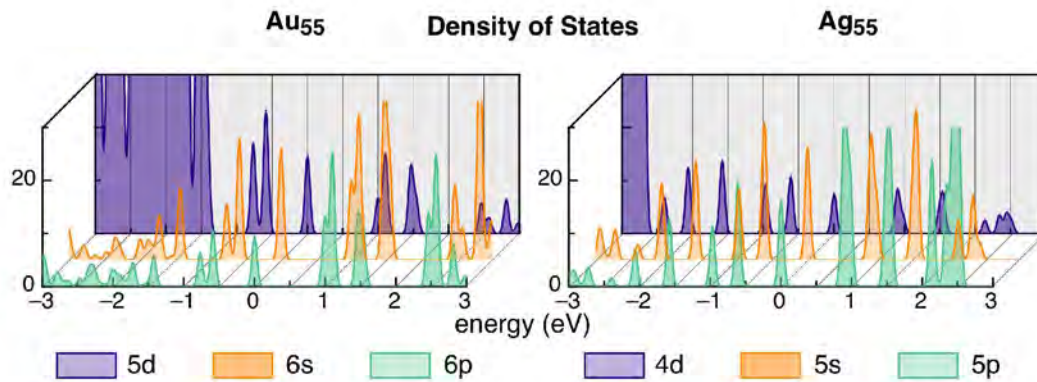 Au55 Density of States Ag55
20 20
0 0
−3 −2 −1 0 1 2 3 −3 −2 −1 0 1 2 3
energy (eV)
5d 6s 6p 4d 5s 5p